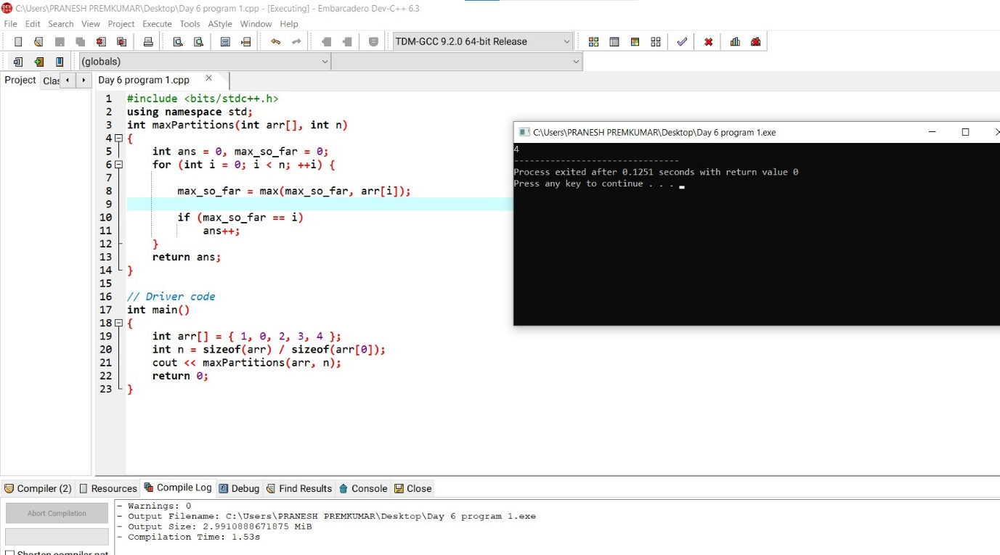 C:\Users\PRANESH PREMKUMAR\Desktop\Day 6 program 1.cpp - [Executing] - Embarcadero Dev-C++ 6.3
File Edit Search View Project Execute Tools AStyle Window Help
TDM-GCC 9.2.0 64-bit Release
(globals)
Project Clas Day 6 program 1.cpp
1 #include <bits/stdc++.h>
2 using namespace std;
3 int maxPartitions(int arr[], int n)
4 {
5 int ans = 0, max_so_far = 0;
6 for (int i = 0; i < n; ++i) {
7
8 max_so_far = max(max_so_far, arr[i]);
9
10 if (max_so_far == i)
11 ans++;
12 }
13 return ans;
14 }
15
16 // Driver code
17 int main()
18 {
19 int arr[] = { 1, 0, 2, 3, 4 };
20 int n = sizeof(arr) / sizeof(arr[0]);
21 cout << maxPartitions(arr, n);
22 return 0;
23 }
C:\Users\PRANESH PREMKUMAR\Desktop\Day 6 program 1.exe
4
--------------------------------
Process exited after 0.1251 seconds with return value 0
Press any key to continue . . .
Compiler (2) Resources Compile Log Debug Find Results Console Close
Abort Compilation
- Warnings: 0
- Output Filename: C:\Users\PRANESH PREMKUMAR\Desktop\Day 6 program 1.exe
- Output Size: 2.9910888671875 MiB
- Compilation Time: 1.53s
Shorten compiler pat